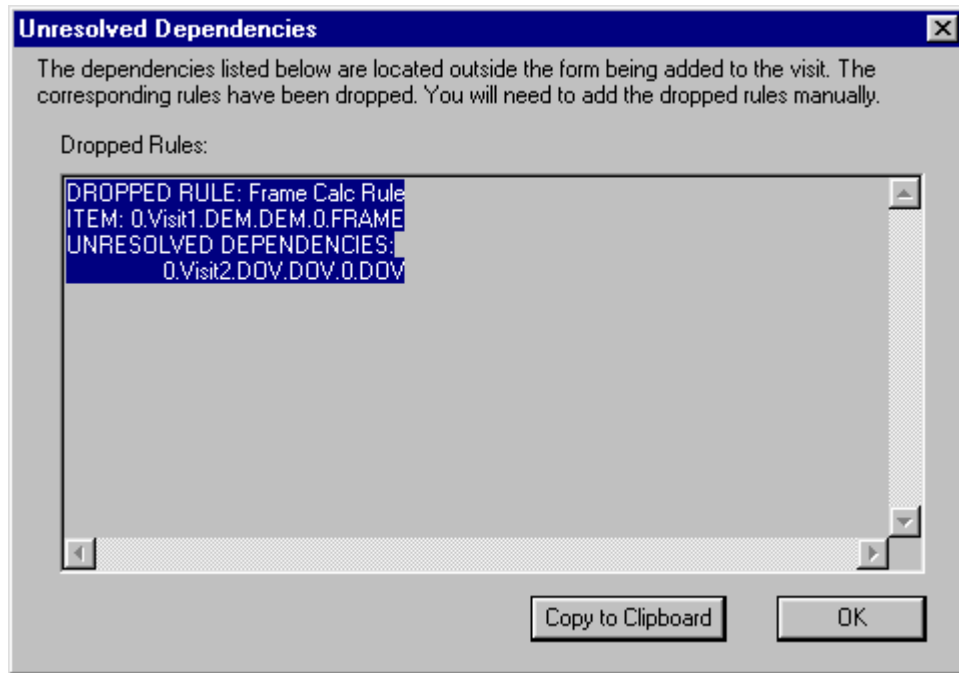 Unresolved Dependencies
The dependencies listed below are located outside the form being added to the visit. The
corresponding rules have been dropped. You will need to add the dropped rules manually.
Dropped Rules:
DROPPED RULE: Frame Calc Rule
ITEM: 0.Visit1.DEM.DEM.0.FRAME
UNRESOLVED DEPENDENCIES:
0.Visit2.DOV.DOV.0.DOV
Copy to Clipboard
OK